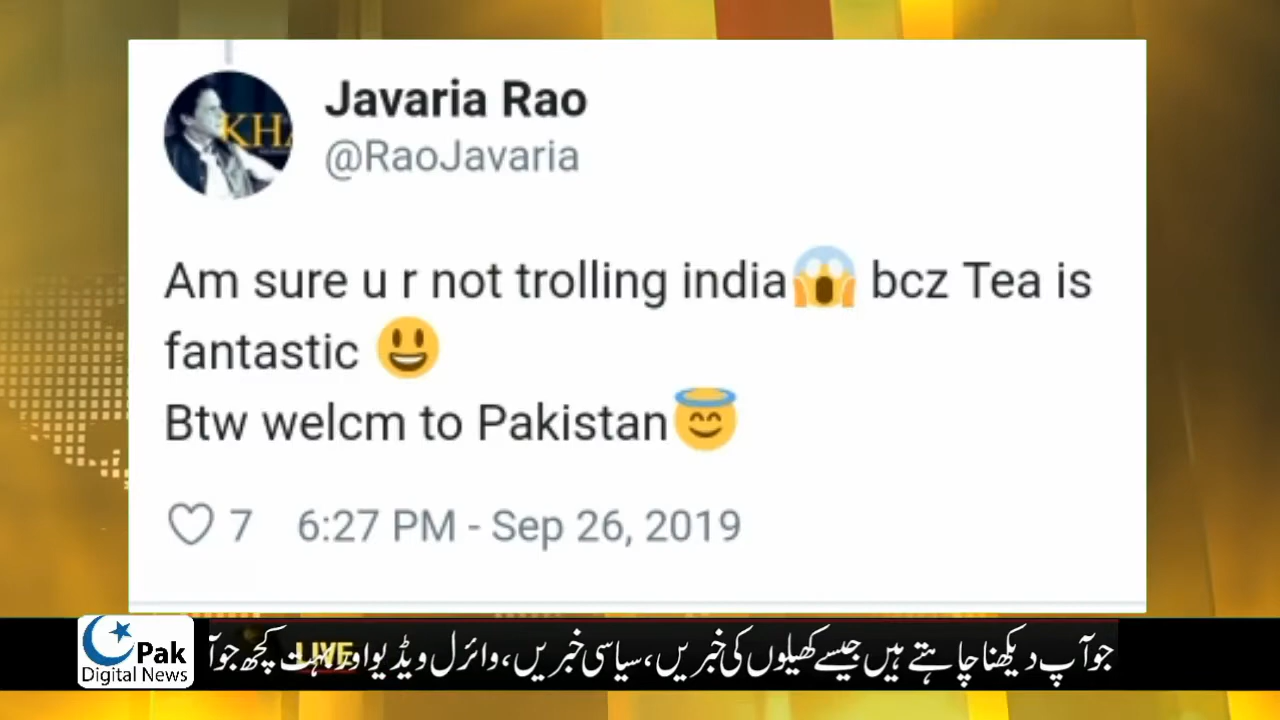 Javaria Rao
@RaoJavaria
KHA
Am sure u r not trolling india😱 bcz Tea is
fantastic 😃
Btw welcm to Pakistan😇
7 6:27 PM - Sep 26, 2019
Pak
Digital News
LIVE
جو آپ دیکھنا چاہتے ہیں جیسے کھیلوں کی خبریں، سیاسی خبریں، وائرل ویڈیو اور بہت کچھ جو آ